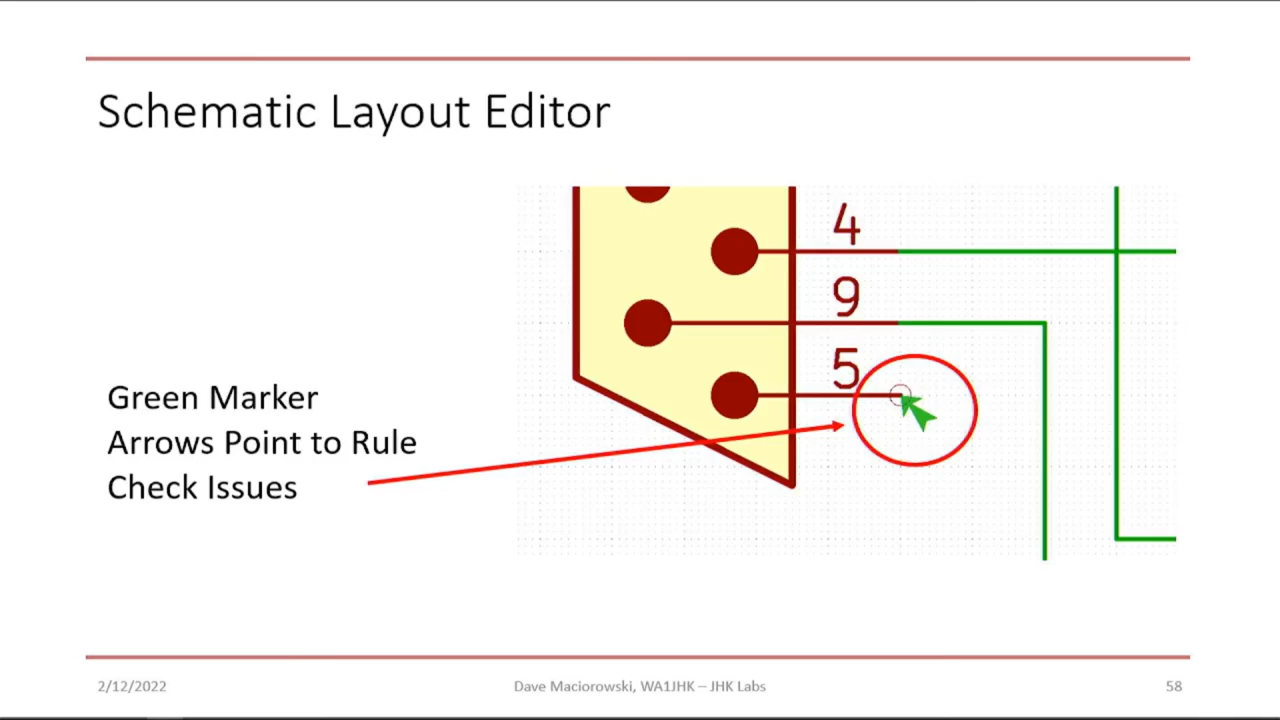 Schematic Layout Editor
4
9
5
Green Marker
Arrows Point to Rule
Check Issues
2/12/2022
Dave Maciorowski, WA1JHK – JHK Labs
58